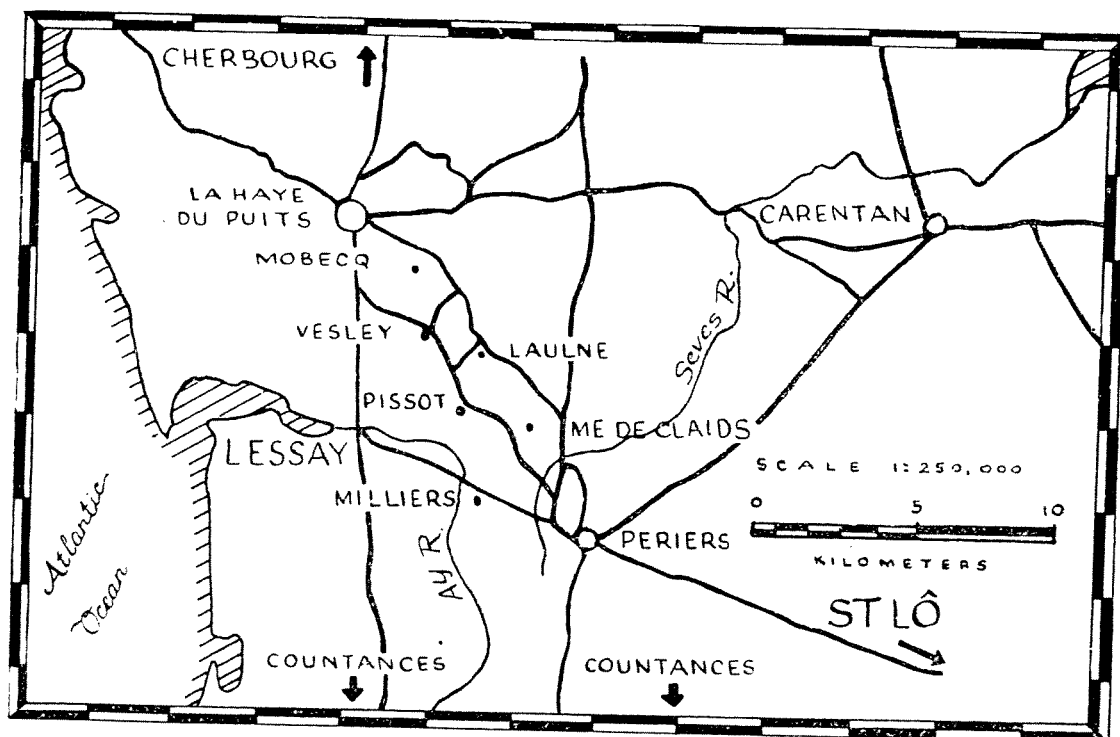 CHERBOURG
LA HAYE
DU PUITS
CARENTAN
MOBECQ
Seves R.
VESLEY
LAULNE
PISSOT
ME DE CLAIDS
LESSAY
SCALE 1:250,000
0 5 10
KILOMETERS
MILLIERS
PERIERS
Atlantic
Ocean
AY R.
ST LÔ
COUNTANCES
COUNTANCES